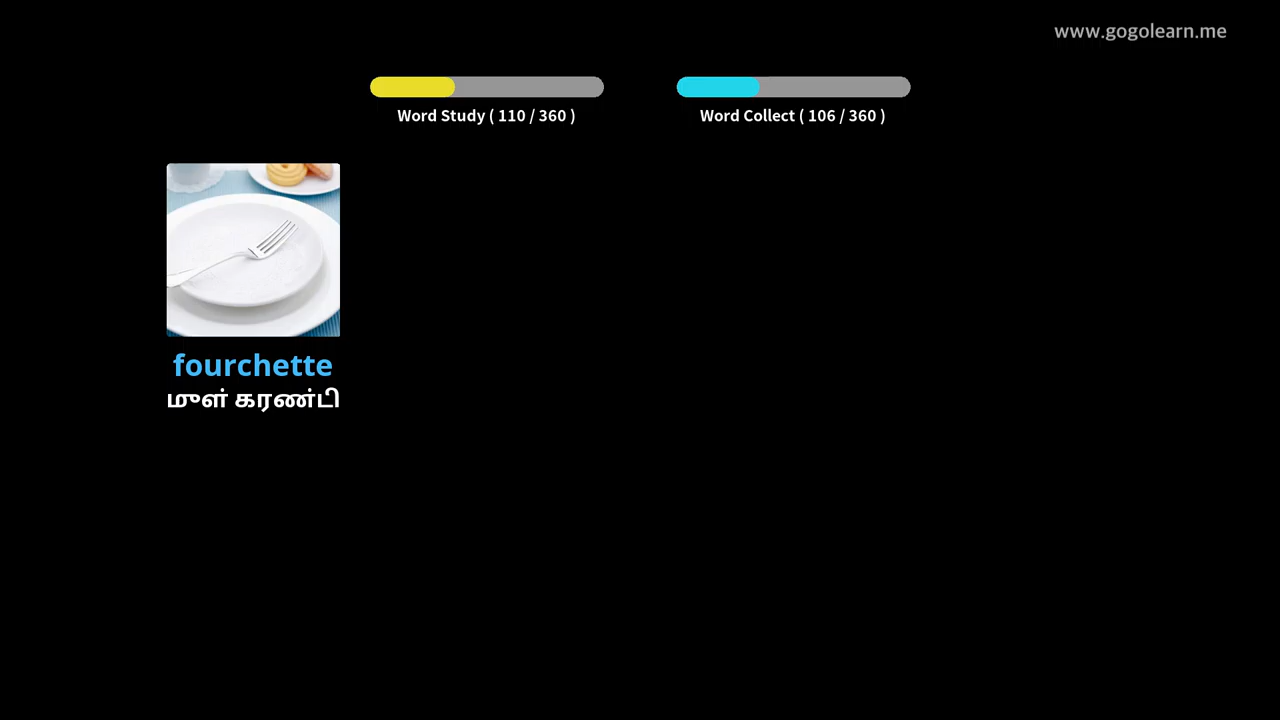 www.gogolearn.me
Word Study ( 110 / 360 )
Word Collect ( 106 / 360 )
fourchette
முள் கரண்டி